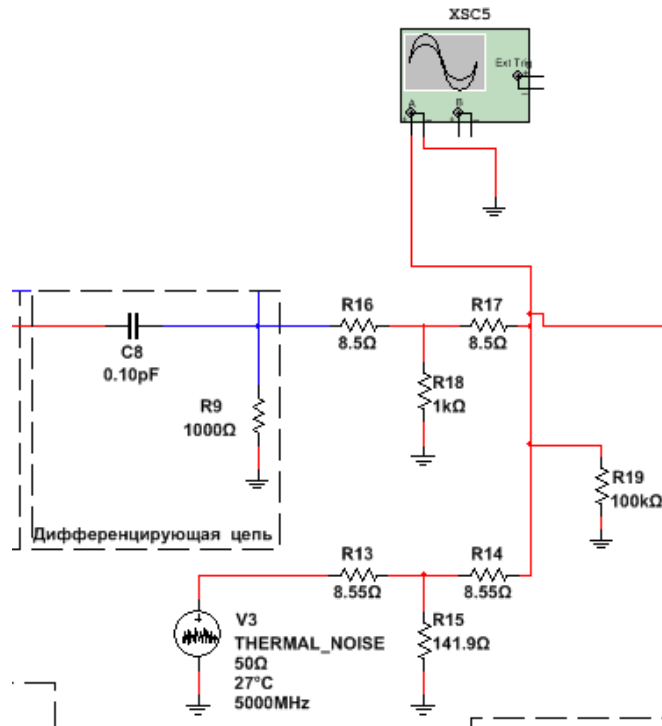 XSC5
Ext Trig
+
–
A
B
+
–
+
–
R16
8.5Ω
R17
8.5Ω
C8
0.10pF
R18
1kΩ
R9
1000Ω
R19
100kΩ
Дифференцирующая цепь
R13
8.55Ω
R14
8.55Ω
V3
THERMAL_NOISE
50Ω
27°C
5000MHz
R15
141.9Ω